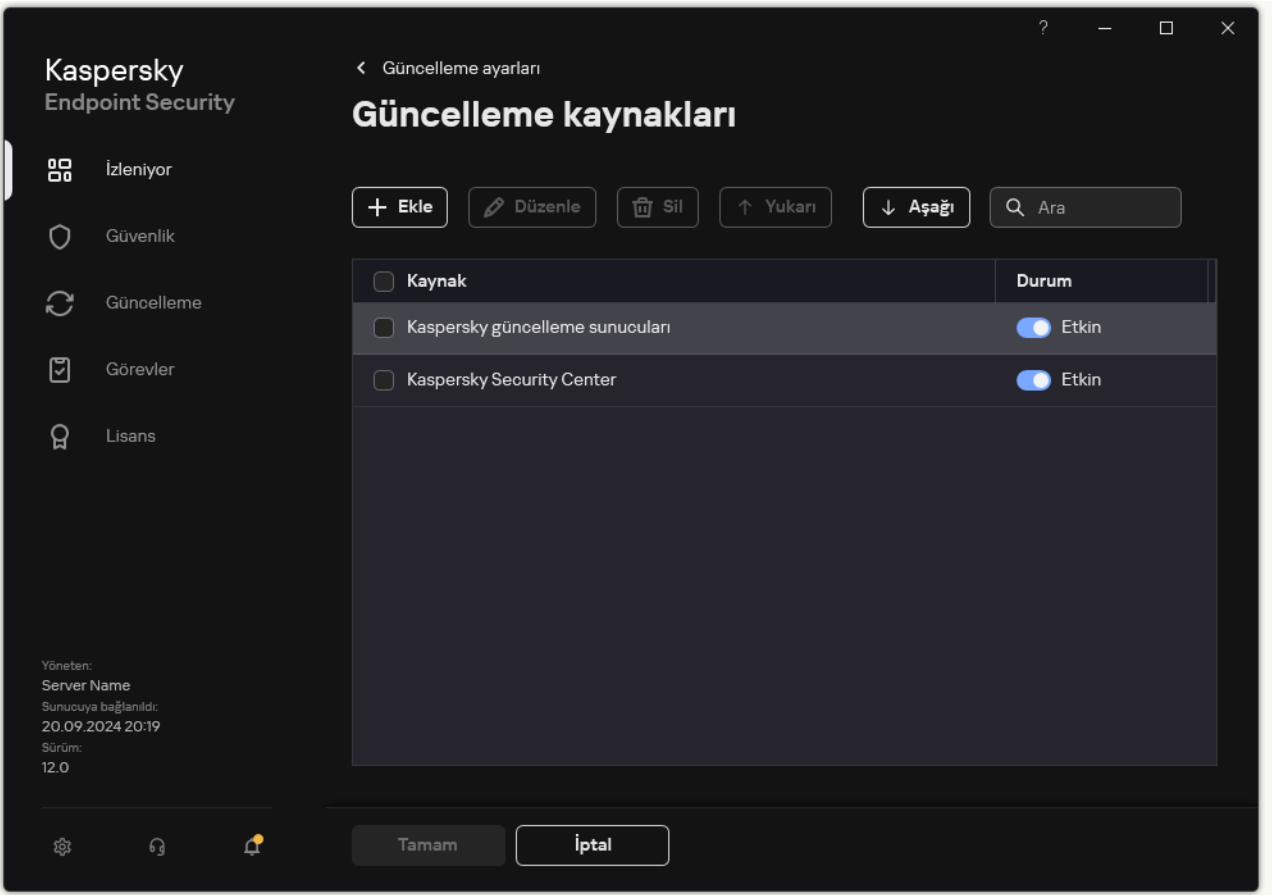 ?
Kaspersky
Endpoint Security
İzleniyor
Güvenlik
Güncelleme
Görevler
Lisans
Yöneten:
Server Name
Sunucuya bağlanıldı:
20.09.2024 20:19
Sürüm:
12.0
Güncelleme ayarları
Güncelleme kaynakları
Ekle
Düzenle
Sil
Yukarı
Aşağı
Ara
Kaynak Durum
Kaspersky güncelleme sunucuları Etkin
Kaspersky Security Center Etkin
Tamam
İptal